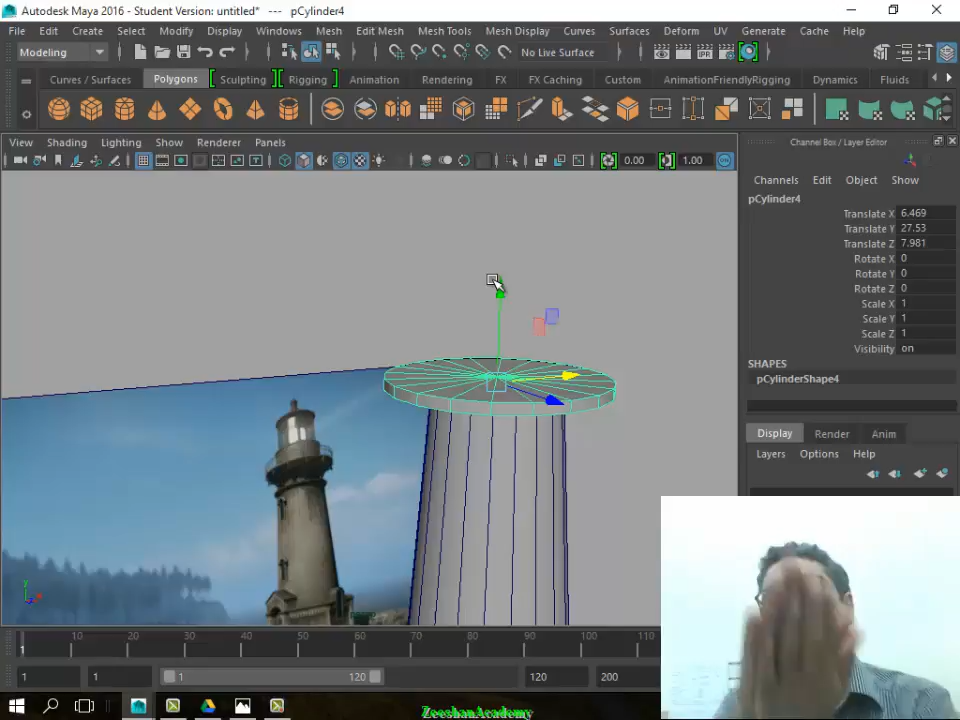 Autodesk Maya 2016 - Student Version: untitled*   ---   pCylinder4
File Edit Create Select Modify Display Windows Mesh Edit Mesh Mesh Tools Mesh Display Curves Surfaces Deform UV Generate Cache Help
Modeling No Live Surface
Curves / Surfaces Polygons Sculpting Rigging Animation Rendering FX FX Caching Custom AnimationFriendlyRigging Dynamics Fluids
View Shading Lighting Show Renderer Panels
0.00 1.00
Channel Box / Layer Editor
Channels Edit Object Show
pCylinder4
Translate X 6.469
Translate Y 27.53
Translate Z 7.981
Rotate X 0
Rotate Y 0
Rotate Z 0
Scale X 1
Scale Y 1
Scale Z 1
Visibility on
SHAPES
pCylinderShape4
Display Render Anim
Layers Options Help
y
x
1 10 20 30 40 50 60 70 80 90 100 110
1 1 1 120 120 200
ZeeshanAcademy